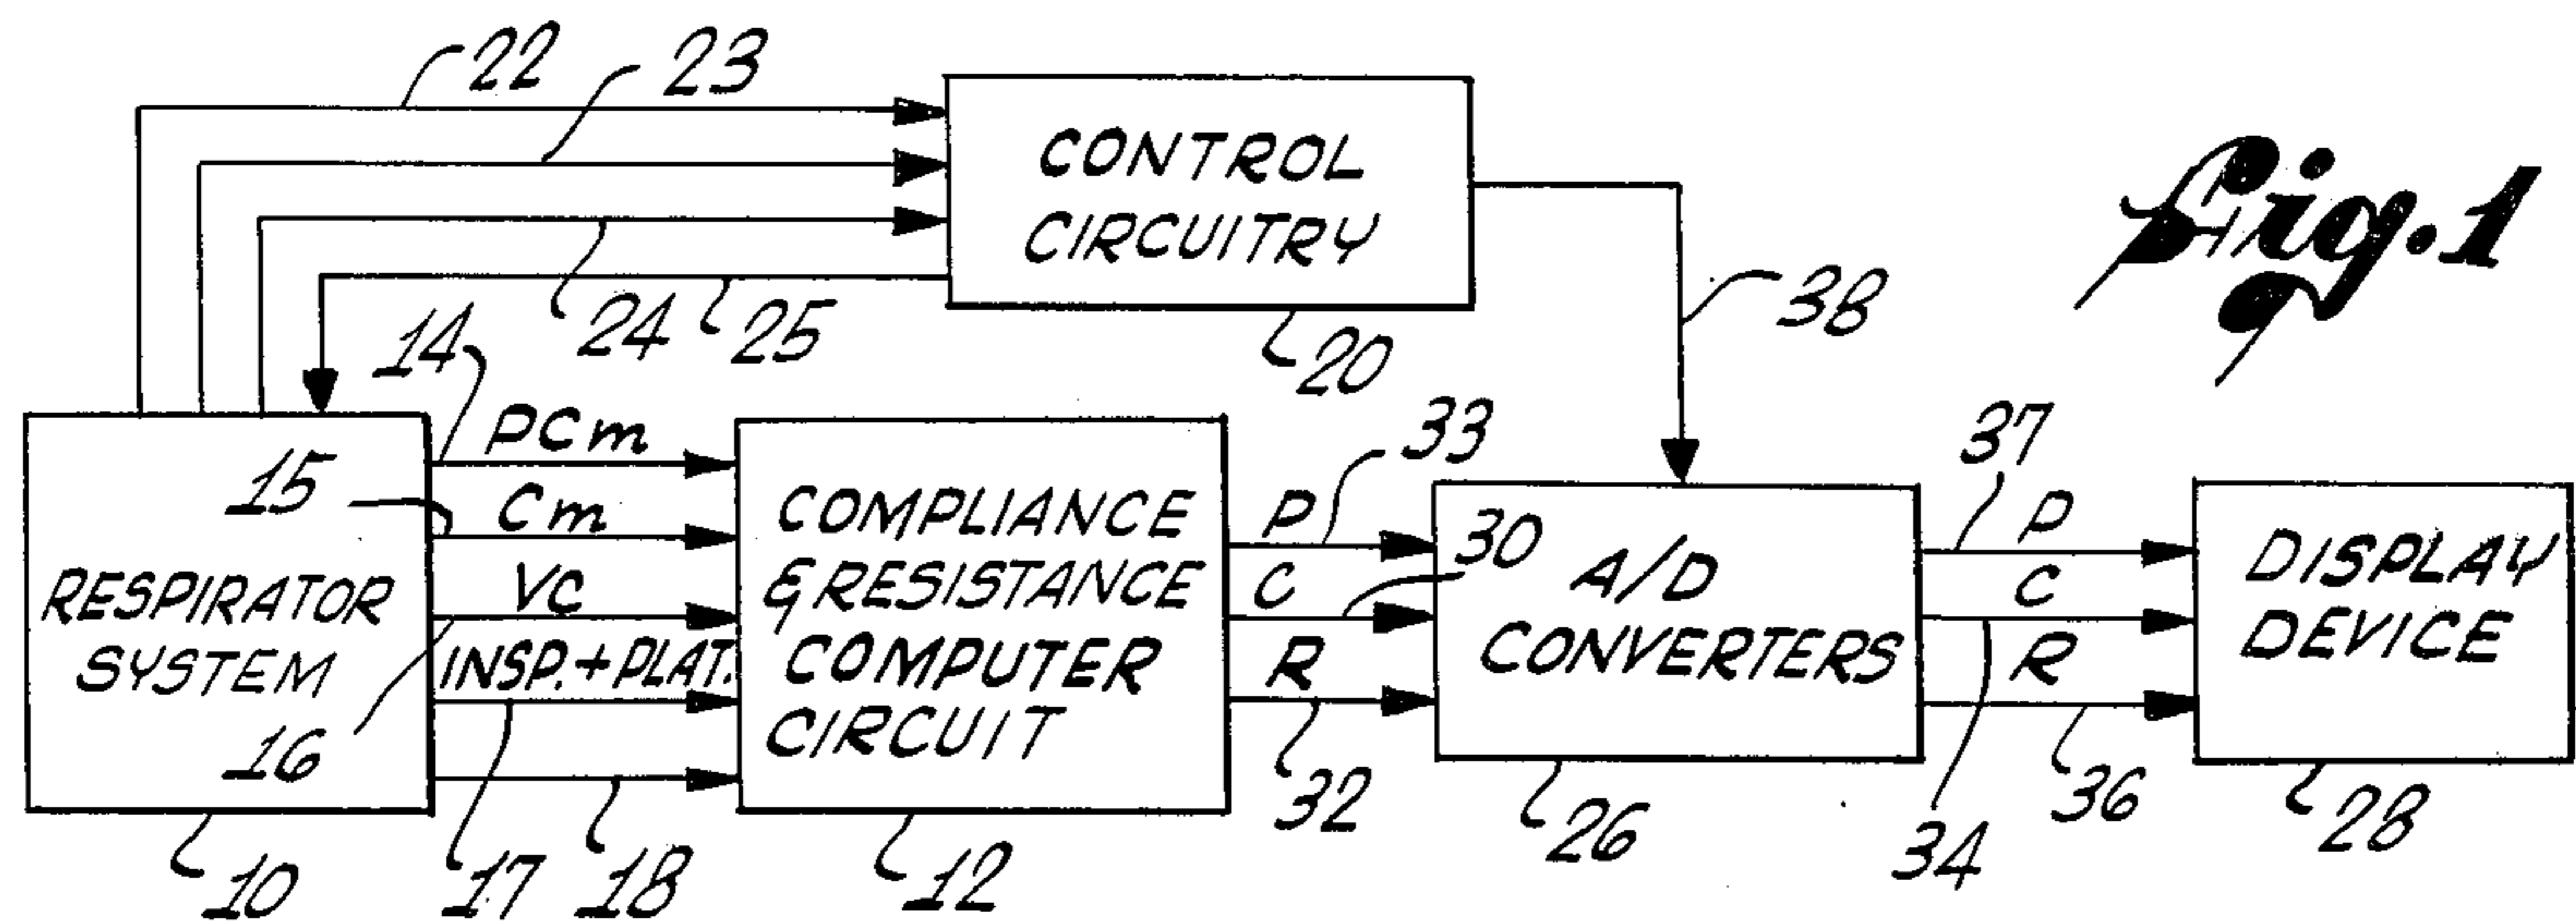 22
23
CONTROL
CIRCUITRY
Fig. 1
14
24
25
20
38
15
PCm
Cm
VC
INSP. + PLAT.
RESPIRATOR
SYSTEM
16
COMPLIANCE
& RESISTANCE
COMPUTER
CIRCUIT
33
P
30
C
R
A/D
CONVERTERS
37
P
C
R
DISPLAY
DEVICE
10
17
18
12
32
26
34
36
28